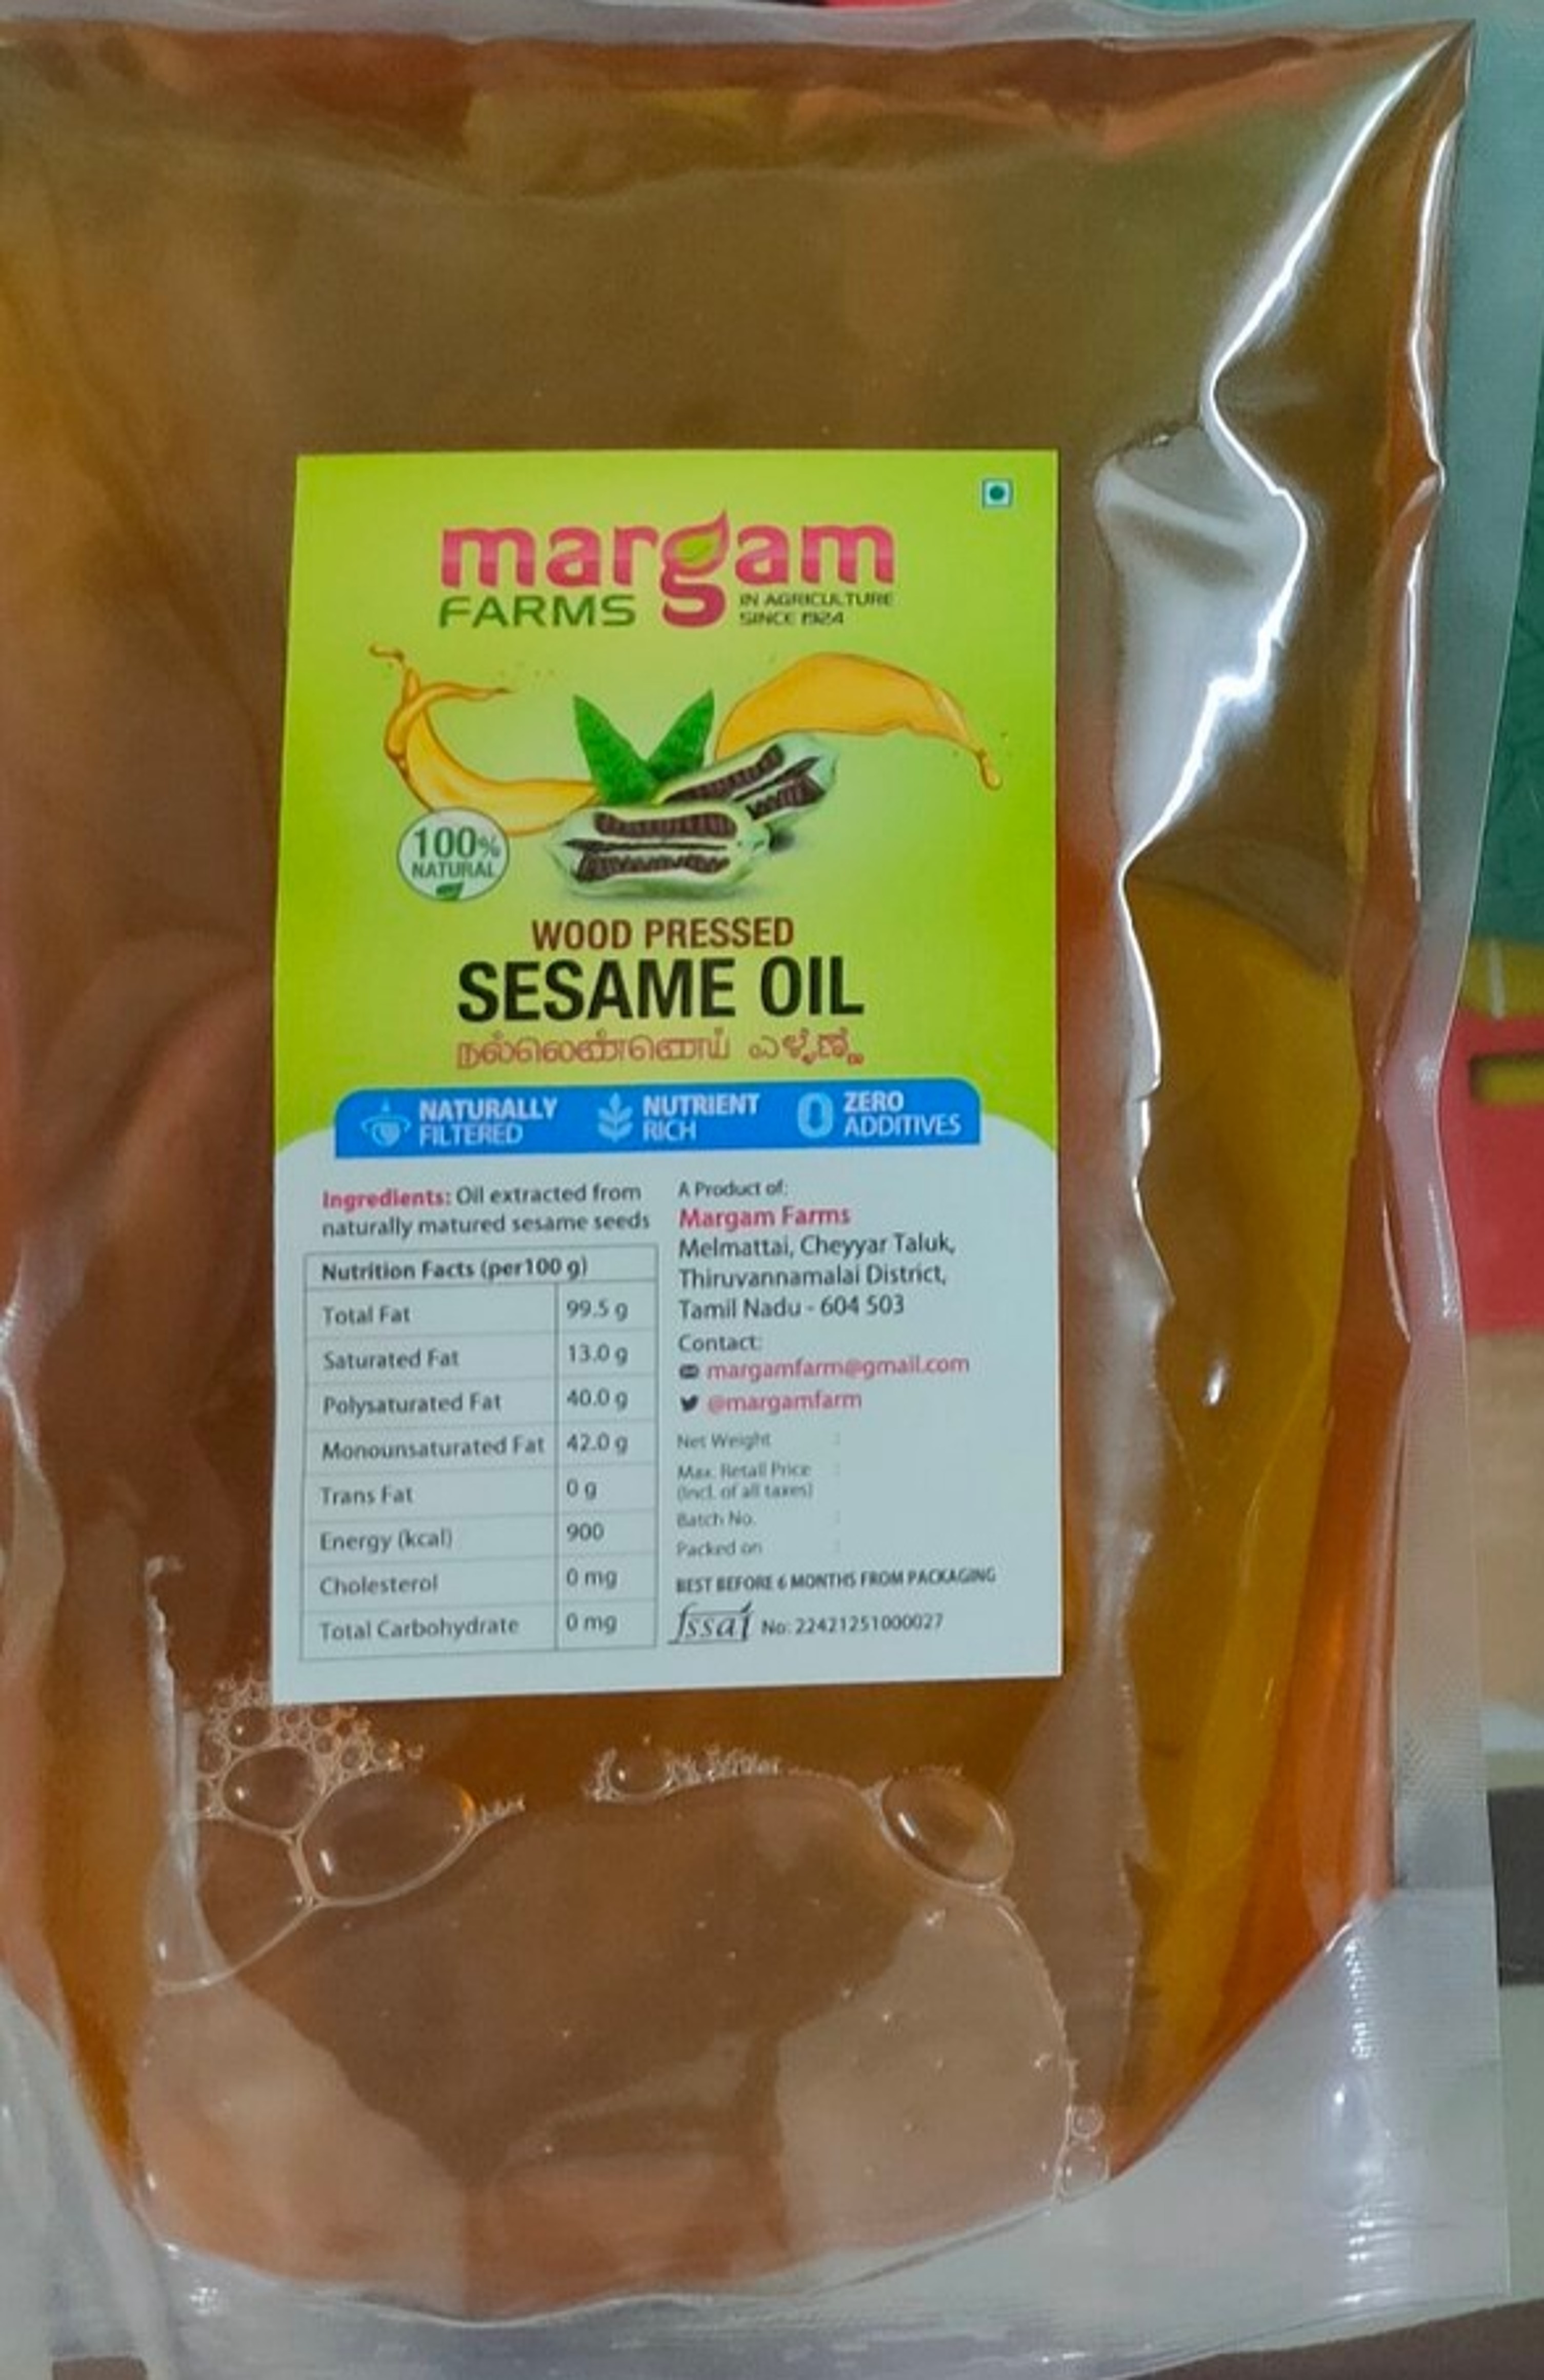 margam
FARMS
IN AGRICULTURE
SINCE 1924
100%
NATURAL
WOOD PRESSED
SESAME OIL
நல்லெண்ணெய் ಎಳ್ಳೆಣ್ಣೆ
NATURALLY
FILTERED
NUTRIENT
RICH
ZERO
ADDITIVES
Ingredients: Oil extracted from
naturally matured sesame seeds
Nutrition Facts (per100 g)
Total Fat 99.5 g
Saturated Fat 13.0 g
Polysaturated Fat 40.0 g
Monounsaturated Fat 42.0 g
Trans Fat 0 g
Energy (kcal) 900
Cholesterol 0 mg
Total Carbohydrate 0 mg
A Product of:
Margam Farms
Melmattai, Cheyyar Taluk,
Thiruvannamalai District,
Tamil Nadu - 604 503
Contact:
margamfarm@gmail.com
@margamfarm
Net Weight :
Max. Retail Price :
(Incl. of all taxes)
Batch No. :
Packed on :
BEST BEFORE 6 MONTHS FROM PACKAGING
fssai No: 22421251000027